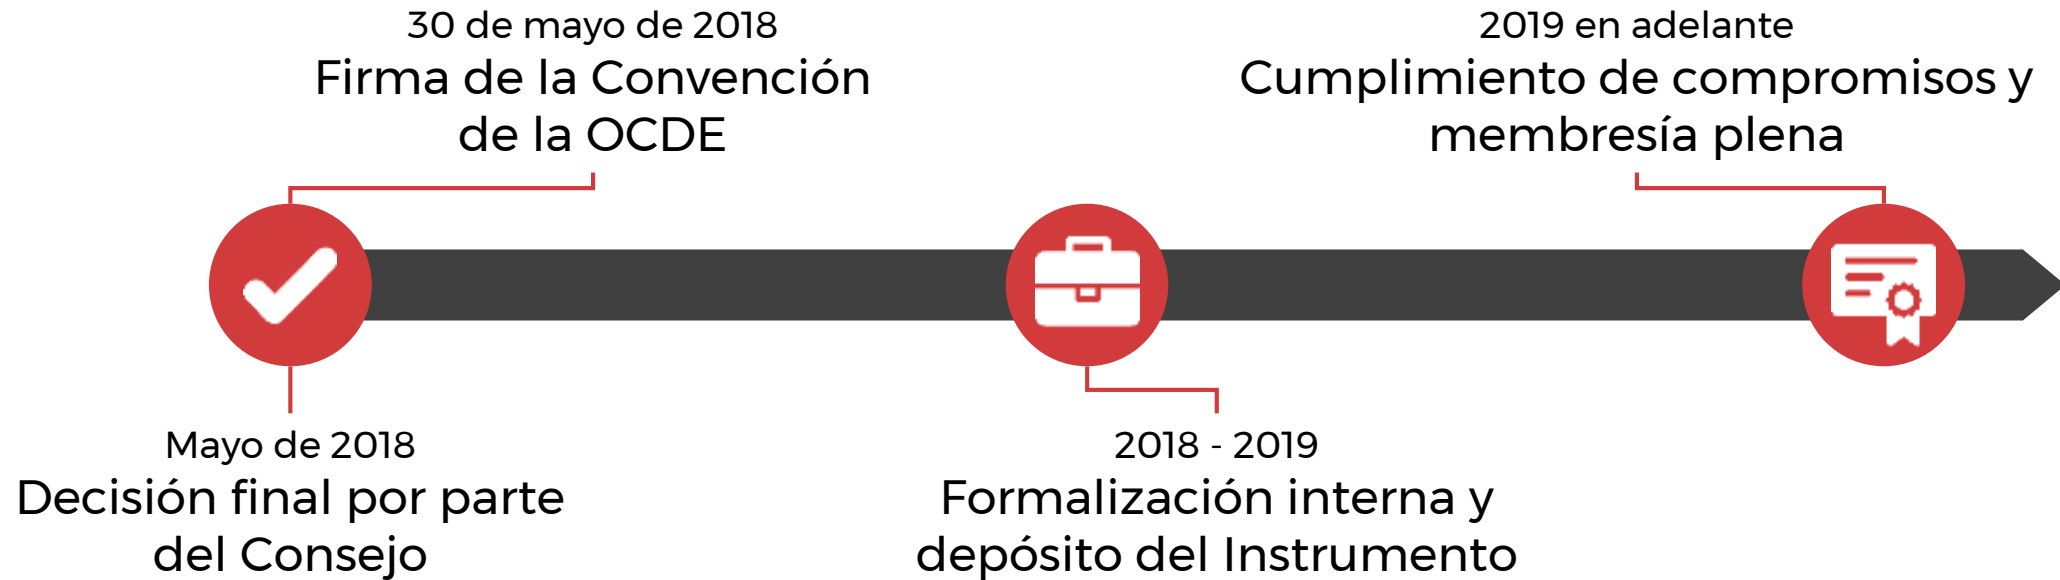 30 de mayo de 2018
Firma de la Convención
de la OCDE
2019 en adelante
Cumplimiento de compromisos y
membresía plena
Mayo de 2018
Decisión final por parte
del Consejo
2018 - 2019
Formalización interna y
depósito del Instrumento